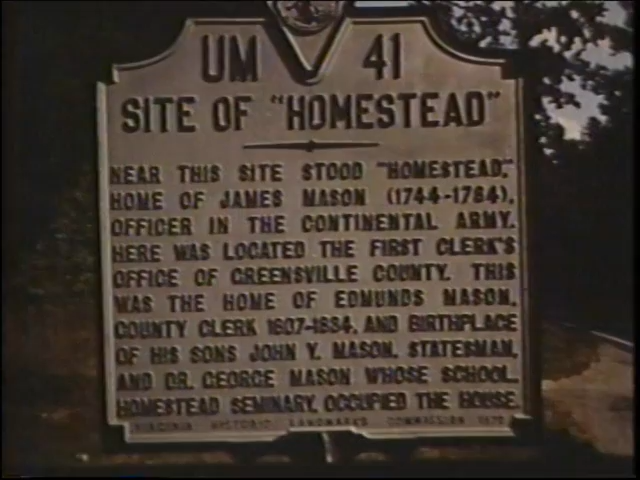 UM 41
SITE OF "HOMESTEAD"
NEAR THIS SITE STOOD "HOMESTEAD,"
HOME OF JAMES MASON (1744-1784),
OFFICER IN THE CONTINENTAL ARMY.
HERE WAS LOCATED THE FIRST CLERK'S
OFFICE OF GREENSVILLE COUNTY. THIS
WAS THE HOME OF EDMUNDS MASON,
COUNTY CLERK 1807-1834, AND BIRTHPLACE
OF HIS SONS JOHN Y. MASON, STATESMAN,
AND DR. GEORGE MASON WHOSE SCHOOL,
HOMESTEAD SEMINARY, OCCUPIED THE HOUSE.
VIRGINIA HISTORIC LANDMARKS COMMISSION